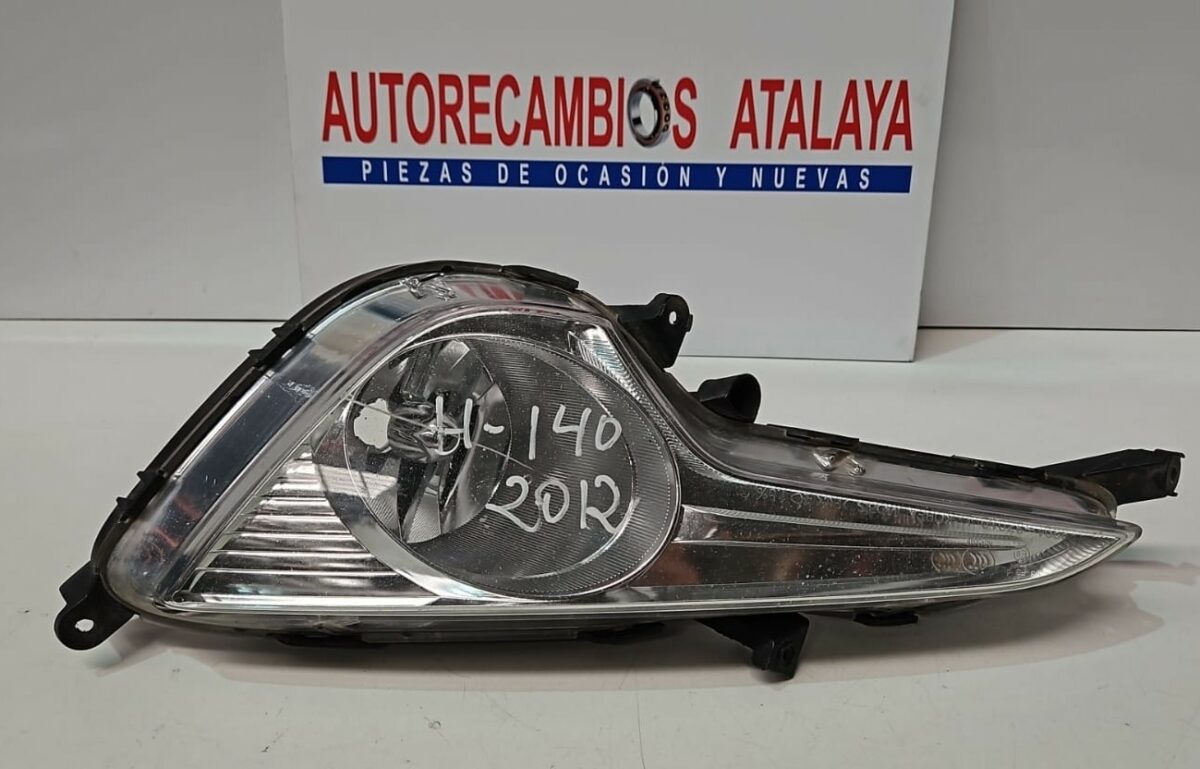 AUTORECAMBIOS ATALAYA
PIEZAS DE OCASIÓN Y NUEVAS
H-140
2012